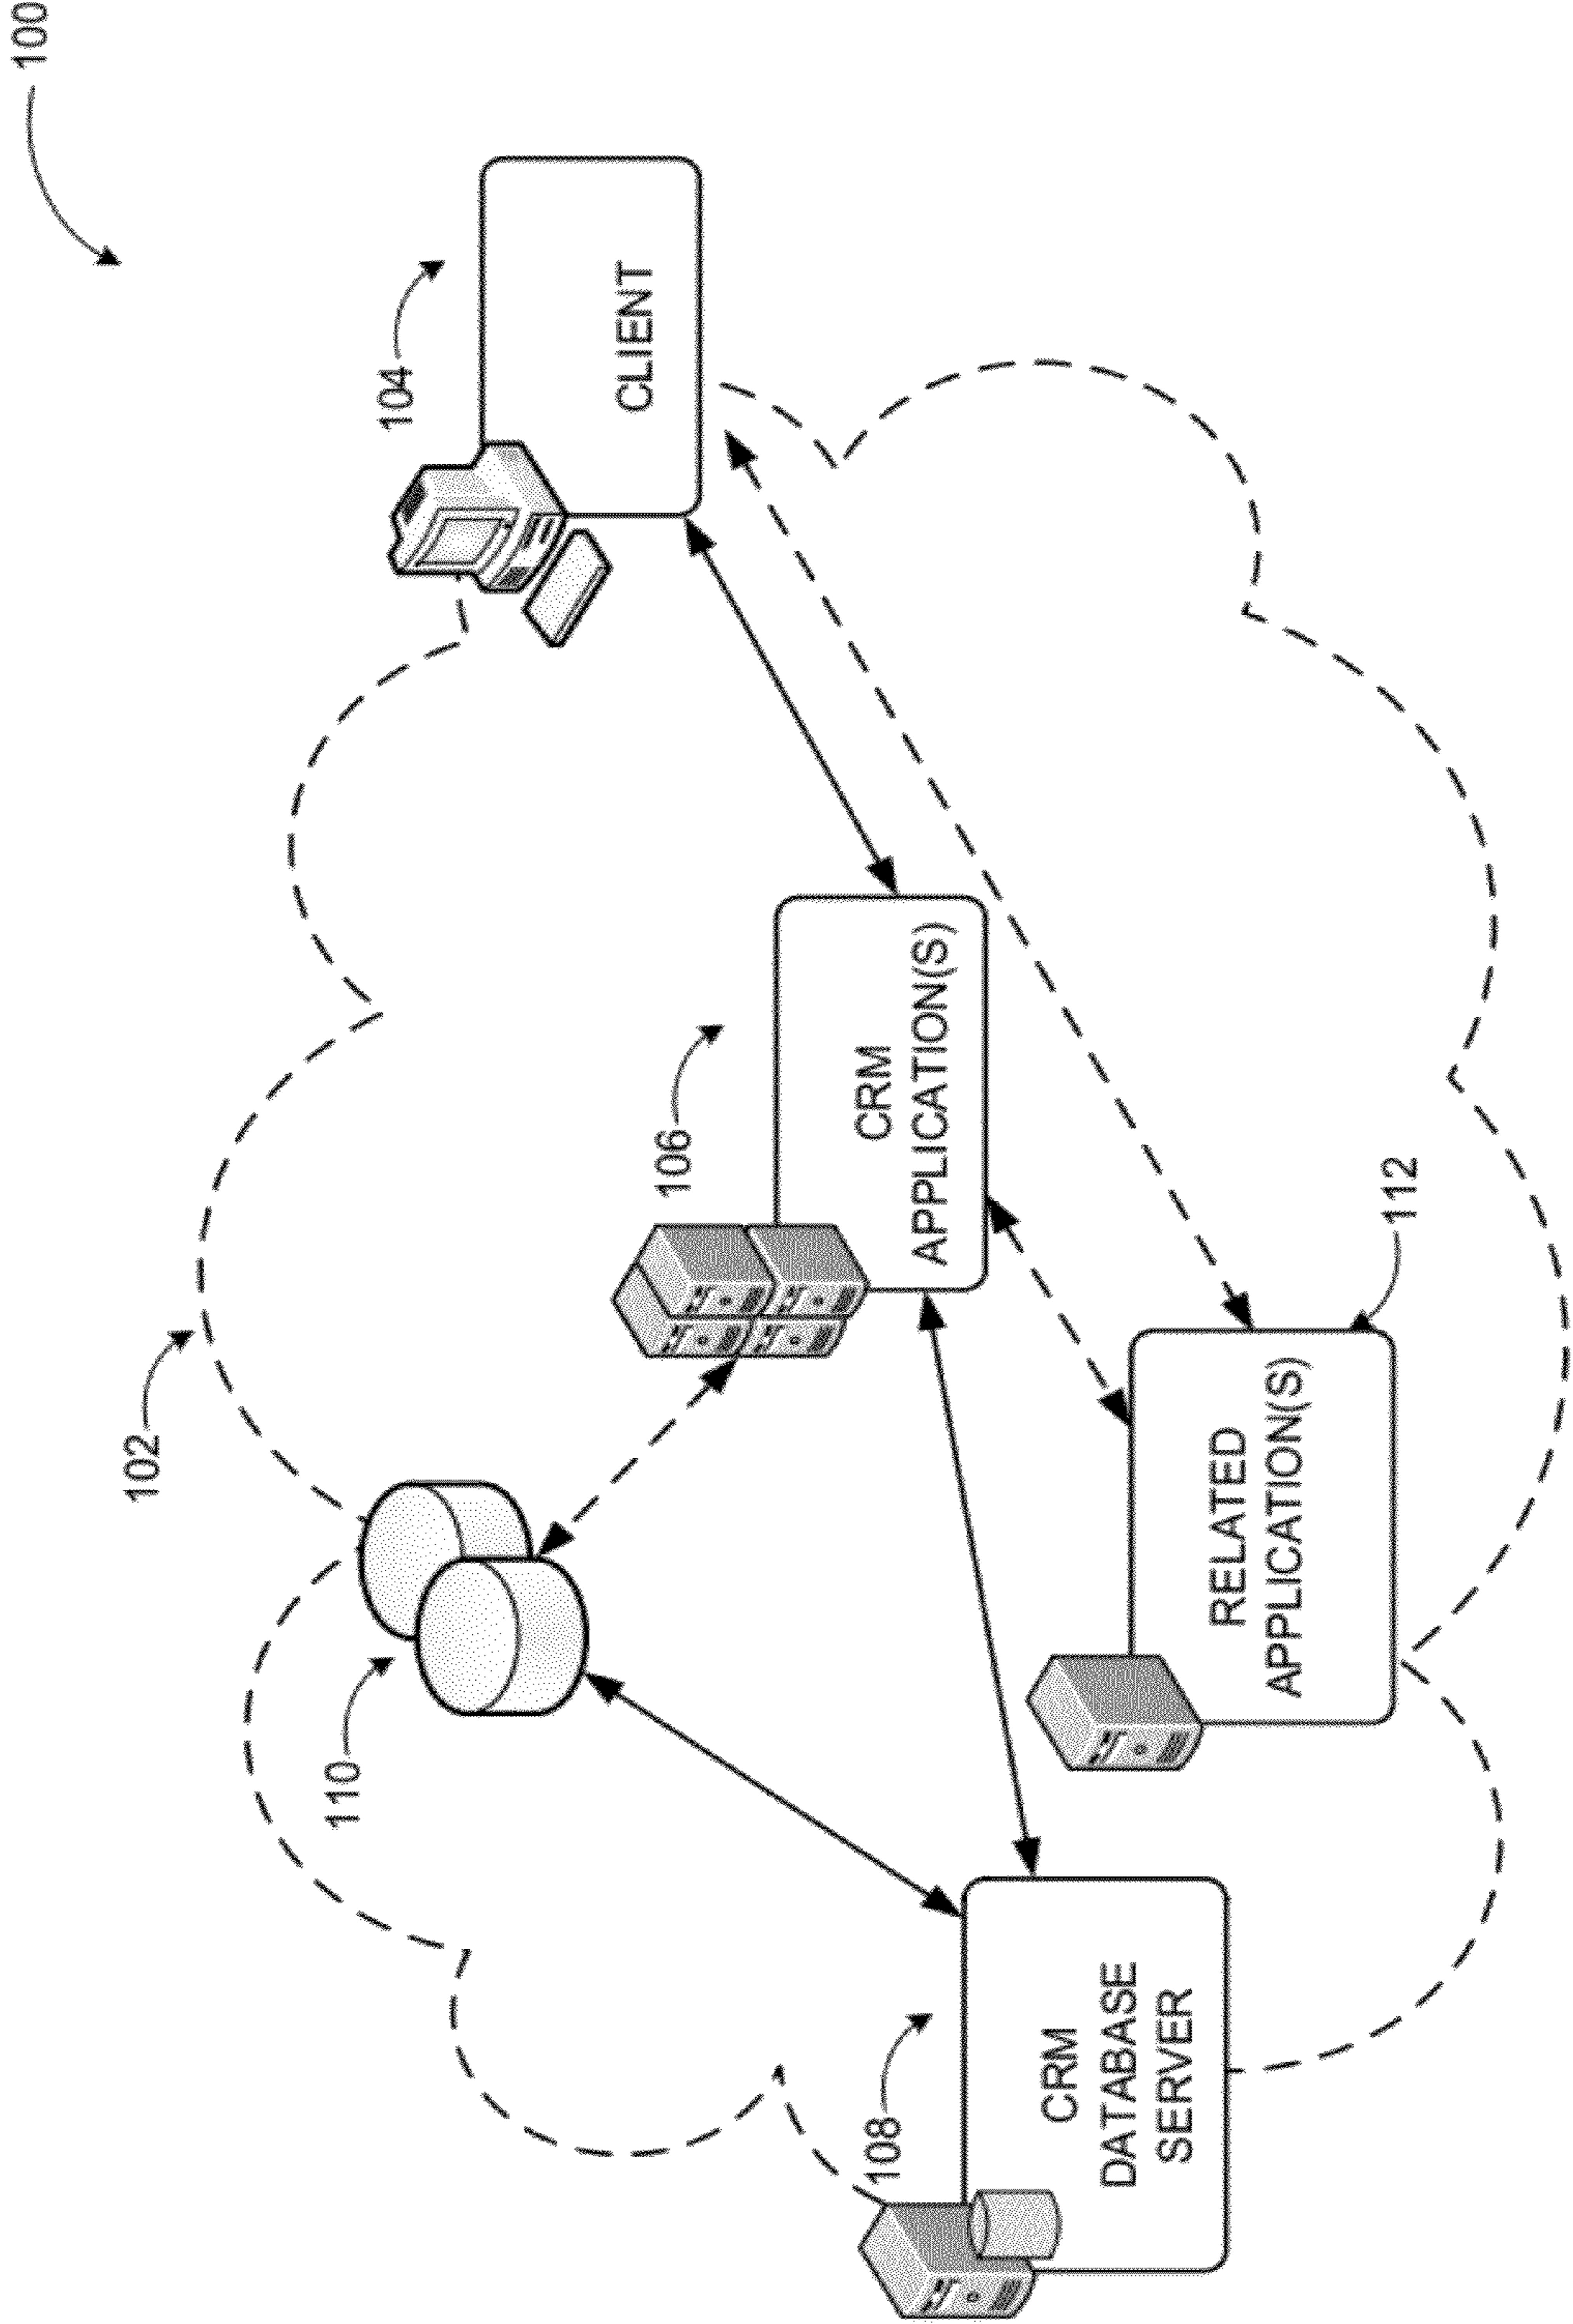 100
102
104
CLIENT
110
106
CRM
APPLICATION(S)
108
CRM
DATABASE
SERVER
RELATED
APPLICATION(S)
112